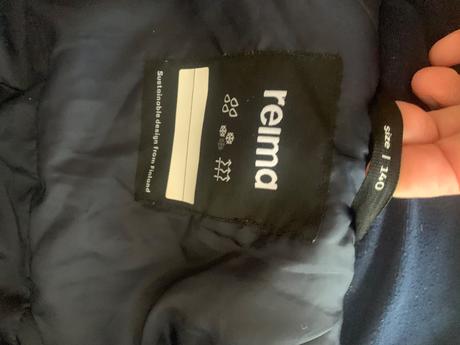 reima
Sustainable design from Finland
size | 140